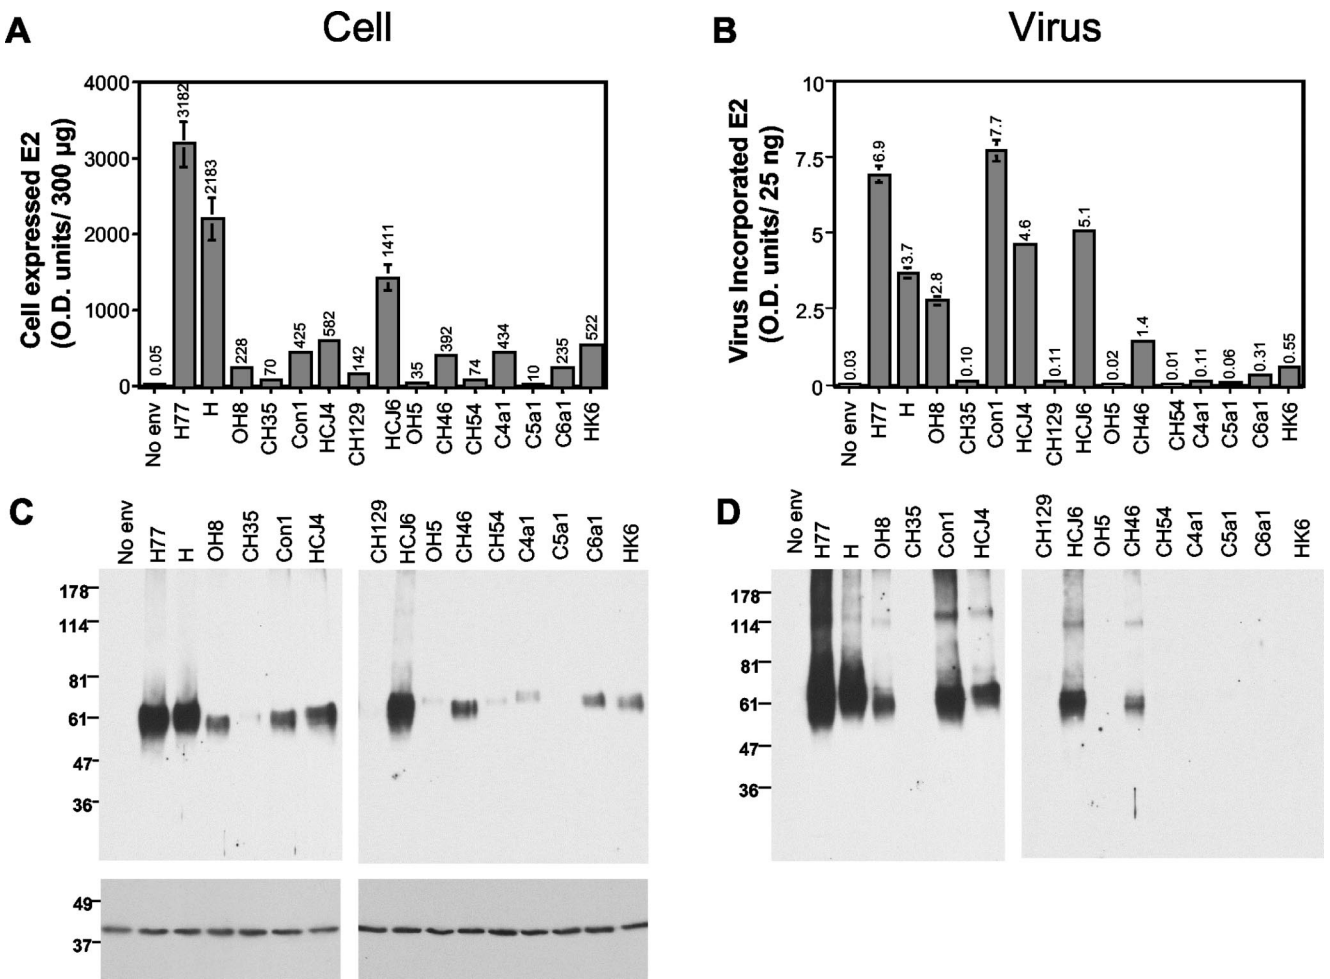 A
Cell
B
Virus
Cell expressed E2
(O.D. units/ 300 µg)
4000
3000
2000
1000
0
0.05
3182
2183
228
70
425
582
142
1411
35
392
74
434
10
235
522
No env
H77
H
OH8
CH35
Con1
HCJ4
CH129
HCJ6
OH5
CH46
CH54
C4a1
C5a1
C6a1
HK6
Virus Incorporated E2
(O.D. units/ 25 ng)
10
7.5
5
2.5
0
0.03
6.9
3.7
2.8
0.10
7.7
4.6
0.11
5.1
0.02
1.4
0.01
0.11
0.06
0.31
0.55
No env
H77
H
OH8
CH35
Con1
HCJ4
CH129
HCJ6
OH5
CH46
CH54
C4a1
C5a1
C6a1
HK6
C
No env
H77
H
OH8
CH35
Con1
HCJ4
CH129
HCJ6
OH5
CH46
CH54
C4a1
C5a1
C6a1
HK6
178
114
81
61
47
36
49
37
D
No env
H77
H
OH8
CH35
Con1
HCJ4
CH129
HCJ6
OH5
CH46
CH54
C4a1
C5a1
C6a1
HK6
178
114
81
61
47
36